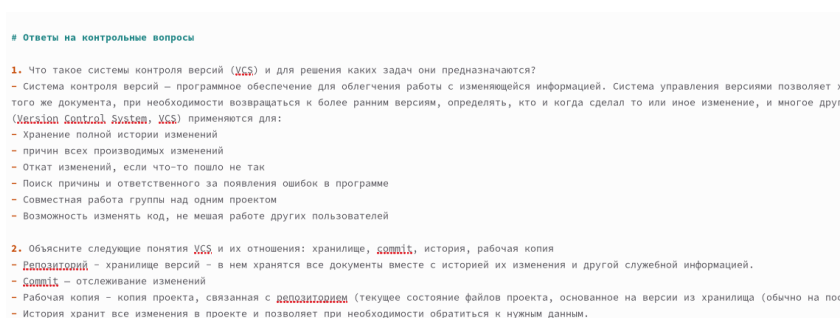 # Ответы на контрольные вопросы
1. Что такое системы контроля версий (VCS) и для решения каких задач они предназначаются?
- Система контроля версий — программное обеспечение для облегчения работы с изменяющейся информацией. Система управления версиями позволяет
того же документа, при необходимости возвращаться к более ранним версиям, определять, кто и когда сделал то или иное изменение, и многое
(Version Control System, VCS) применяются для:
- Хранение полной истории изменений
- причин всех производимых изменений
- Откат изменений, если что-то пошло не так
- Поиск причины и ответственного за появления ошибок в программе
- Совместная работа группы над одним проектом
- Возможность изменять код, не мешая работе других пользователей
2. Объясните следующие понятия VCS и их отношения: хранилище, commit, история, рабочая копия
- Репозиторий - хранилище версий - в нем хранятся все документы вместе с историей их изменения и другой служебной информацией.
- Commit — отслеживание изменений
- Рабочая копия - копия проекта, связанная с репозиторием (текущее состояние файлов проекта, основанное на версии из хранилища (обычно на
- История хранит все изменения в проекте и позволяет при необходимости обратиться к нужным данным.